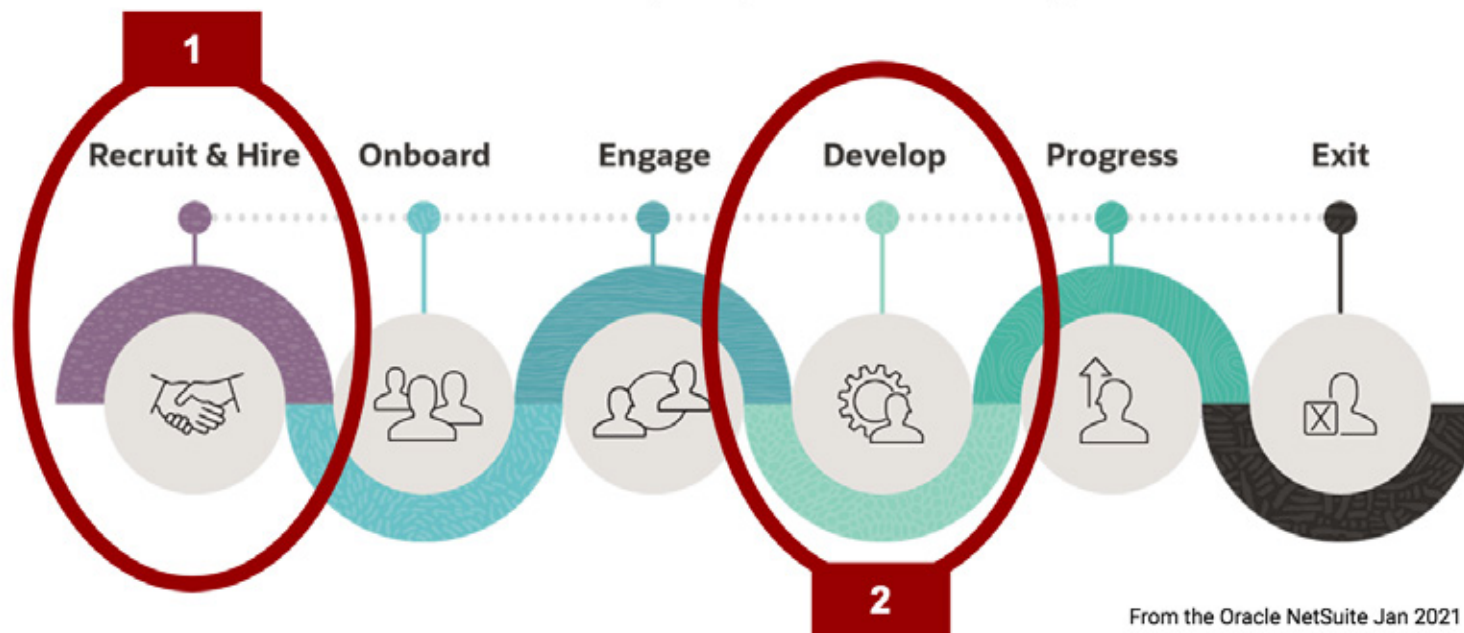 1
Recruit & Hire Onboard Engage Develop Progress Exit
X
2
From the Oracle NetSuite Jan 2021